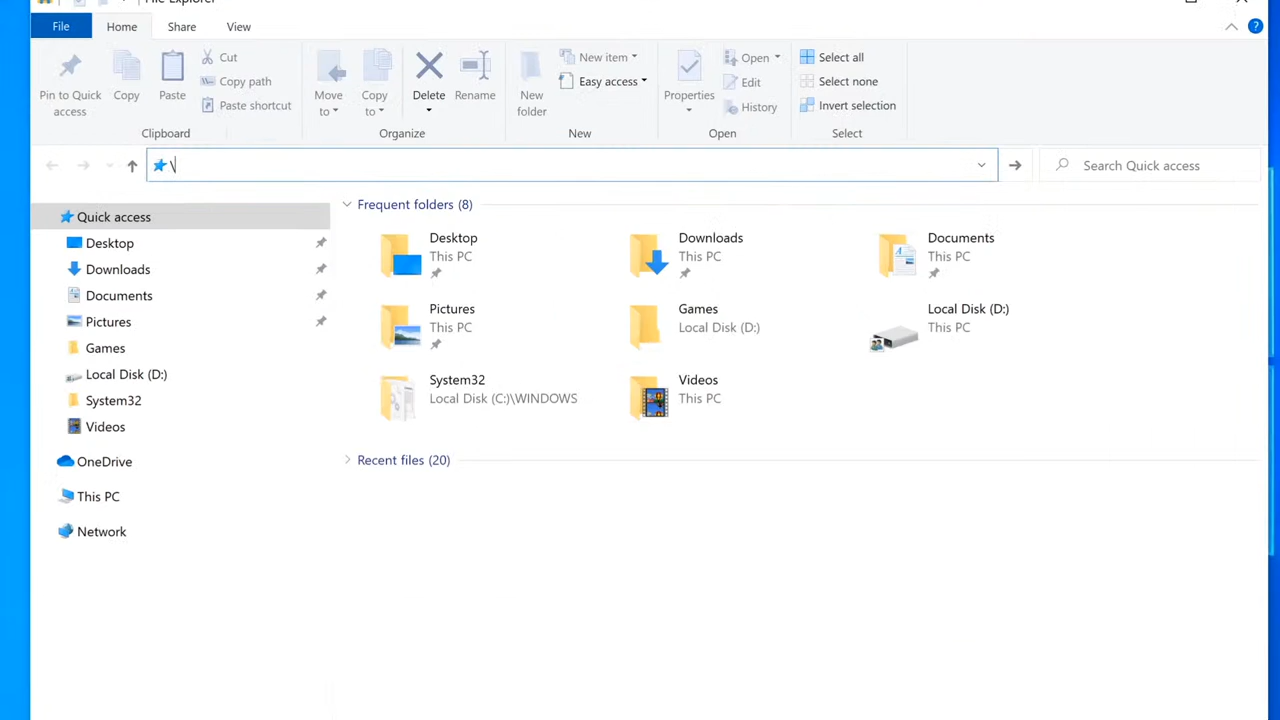 File Explorer
File
Home
Share
View
?
Pin to Quick access
Copy
Paste
Cut
Copy path
Paste shortcut
Clipboard
Move to
Copy to
Delete
Rename
Organize
New folder
New item
Easy access
New
Properties
Open
Edit
History
Open
Select all
Select none
Invert selection
Select
\
Search Quick access
Quick access
Desktop
Downloads
Documents
Pictures
Games
Local Disk (D:)
System32
Videos
OneDrive
This PC
Network
Frequent folders (8)
Desktop
This PC
Downloads
This PC
Documents
This PC
Pictures
This PC
Games
Local Disk (D:)
Local Disk (D:)
This PC
System32
Local Disk (C:)\WINDOWS
Videos
This PC
Recent files (20)